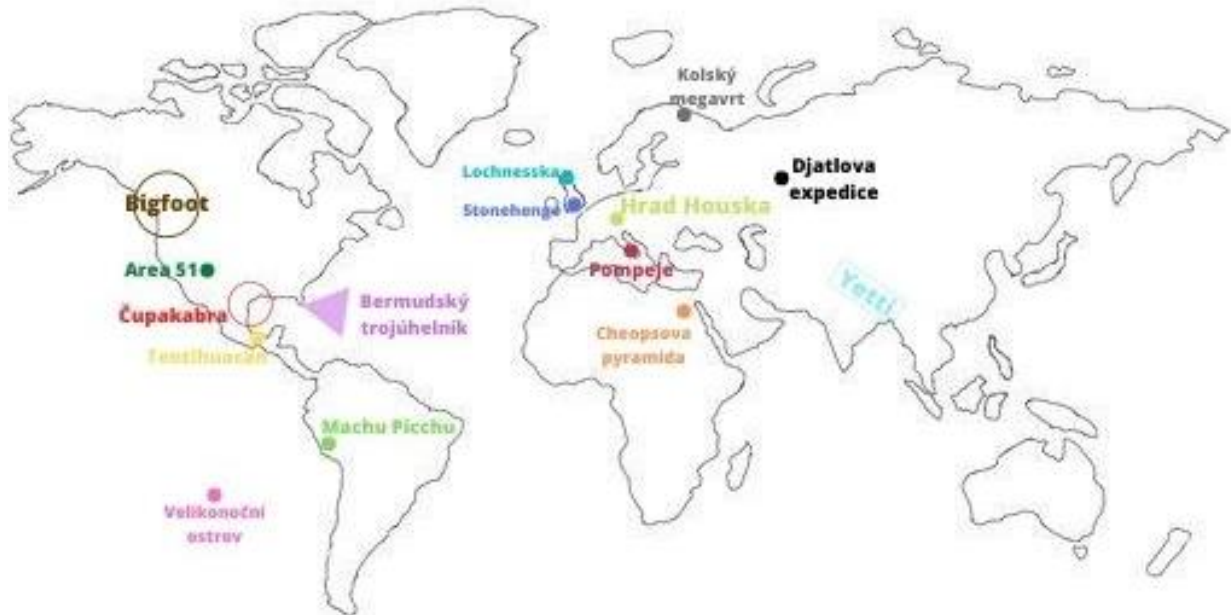 Kolský
megavrt
Lochnesska
Djatlova
expedice
Bigfoot
Stonehenge
Hrad Houska
Area 51
Pompeje
Yetti
Čupakabra
Bermudský
trojúhelník
Teotihuacán
Cheopsova
pyramida
Machu Picchu
Velikonoční
ostrov